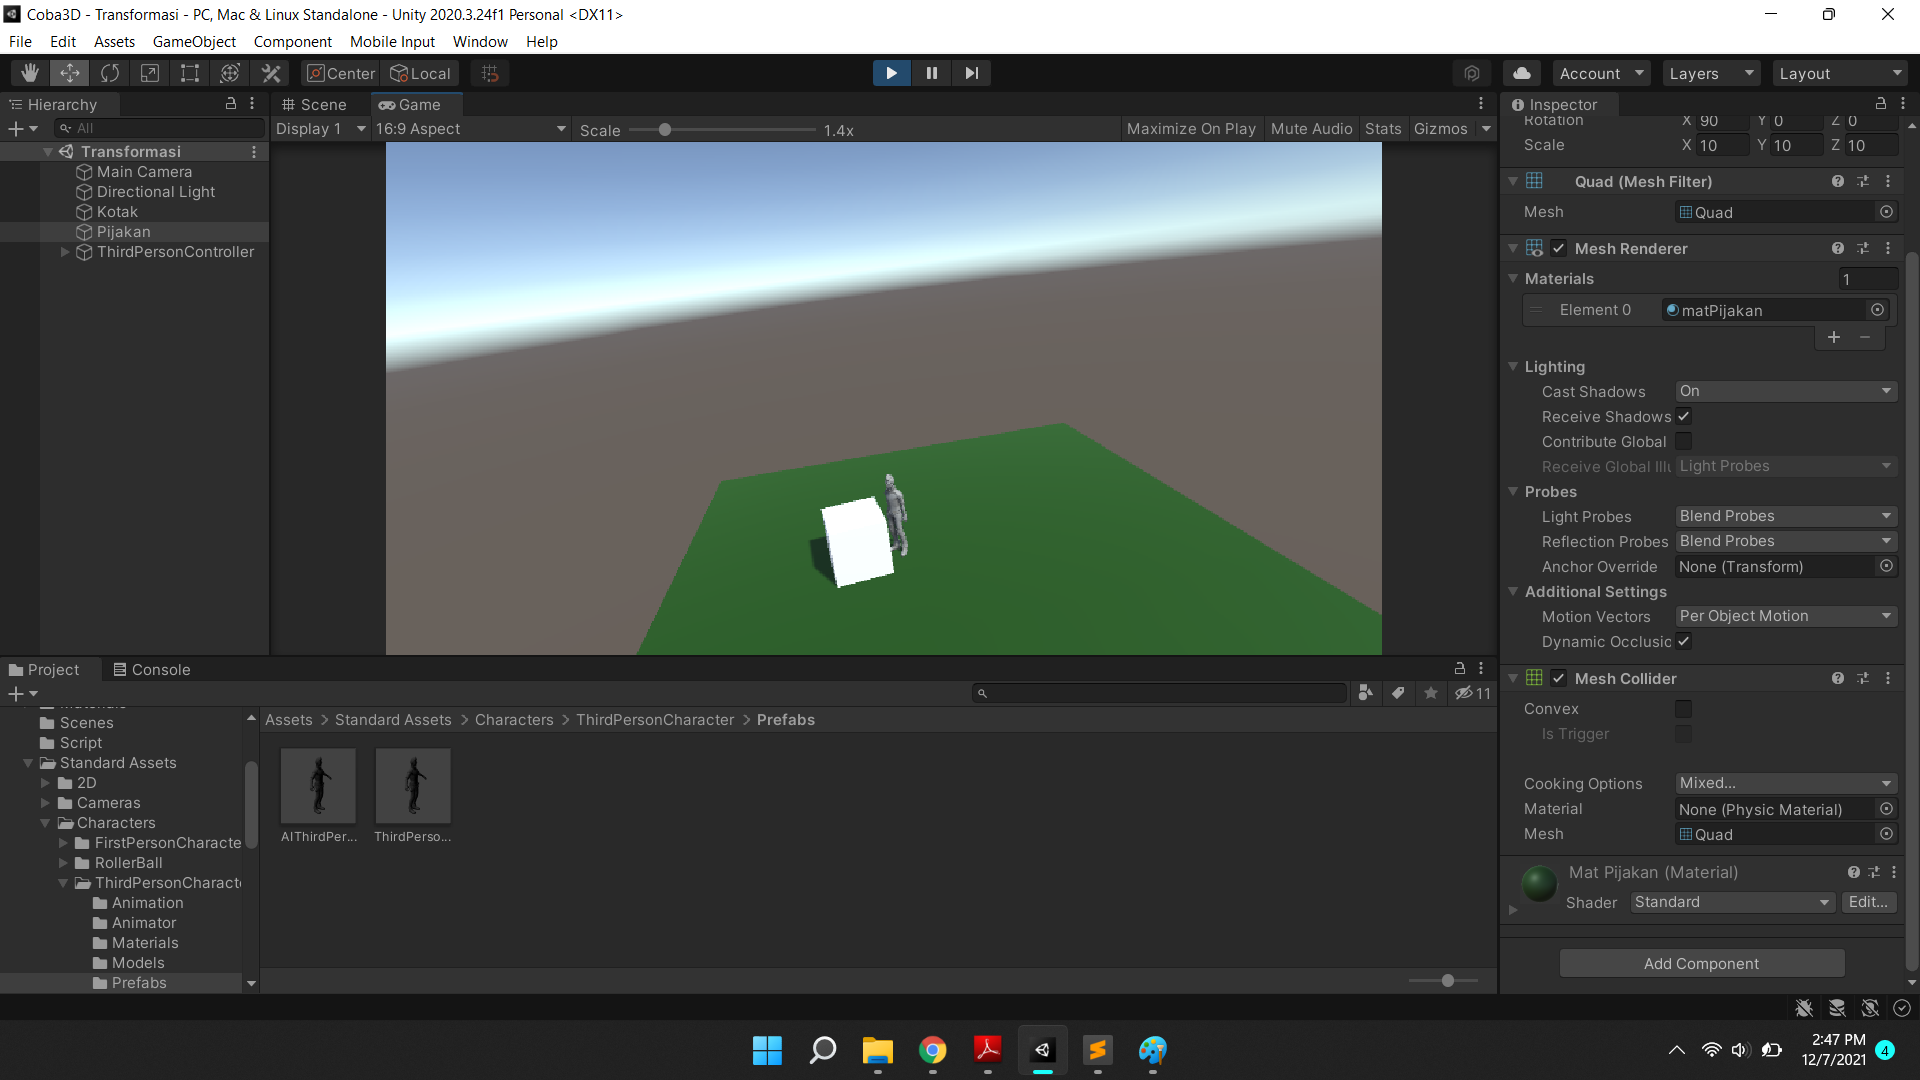 Coba3D - Transformasi - PC, Mac & Linux Standalone - Unity 2020.3.24f1 Personal <DX11>
File Edit Assets GameObject Component Mobile Input Window Help
Center Local
Account Layers Layout
Hierarchy
All
Transformasi
Main Camera
Directional Light
Kotak
Pijakan
ThirdPersonController
Scene Game
Display 1 16:9 Aspect Scale 1.4x Maximize On Play Mute Audio Stats Gizmos
Inspector
Rotation X 90 Y 0 Z 0
Scale X 10 Y 10 Z 10
Quad (Mesh Filter)
Mesh Quad
Mesh Renderer
Materials 1
Element 0 matPijakan
Lighting
Cast Shadows On
Receive Shadows
Contribute Global
Receive Global Illu Light Probes
Probes
Light Probes Blend Probes
Reflection Probes Blend Probes
Anchor Override None (Transform)
Additional Settings
Motion Vectors Per Object Motion
Dynamic Occlusio
Mesh Collider
Convex
Is Trigger
Cooking Options Mixed...
Material None (Physic Material)
Mesh Quad
Mat Pijakan (Material)
Shader Standard Edit...
Add Component
Project Console
11
Materials
Scenes
Script
Standard Assets
2D
Cameras
Characters
FirstPersonCharacte
RollerBall
ThirdPersonCharacte
Animation
Animator
Materials
Models
Prefabs
Assets > Standard Assets > Characters > ThirdPersonCharacter > Prefabs
AIThirdPer... ThirdPerso...
2:47 PM
12/7/2021
4